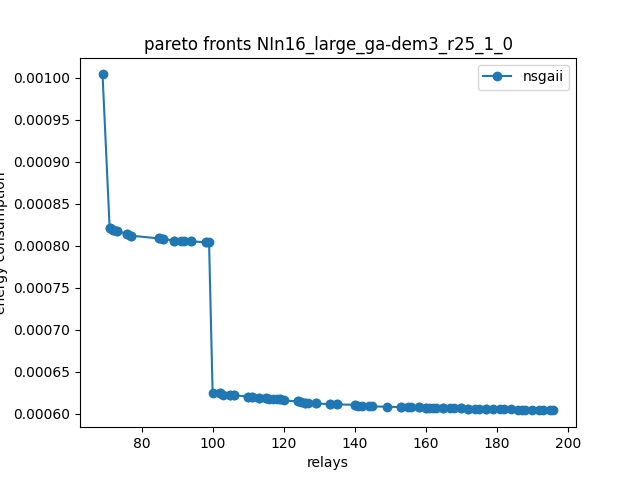 pareto fronts NIn16_large_ga-dem3_r25_1_0
nsgaii
0.00100
0.00095
0.00090
0.00085
0.00080
0.00075
0.00070
0.00065
0.00060
energy consumption
80 100 120 140 160 180 200
relays